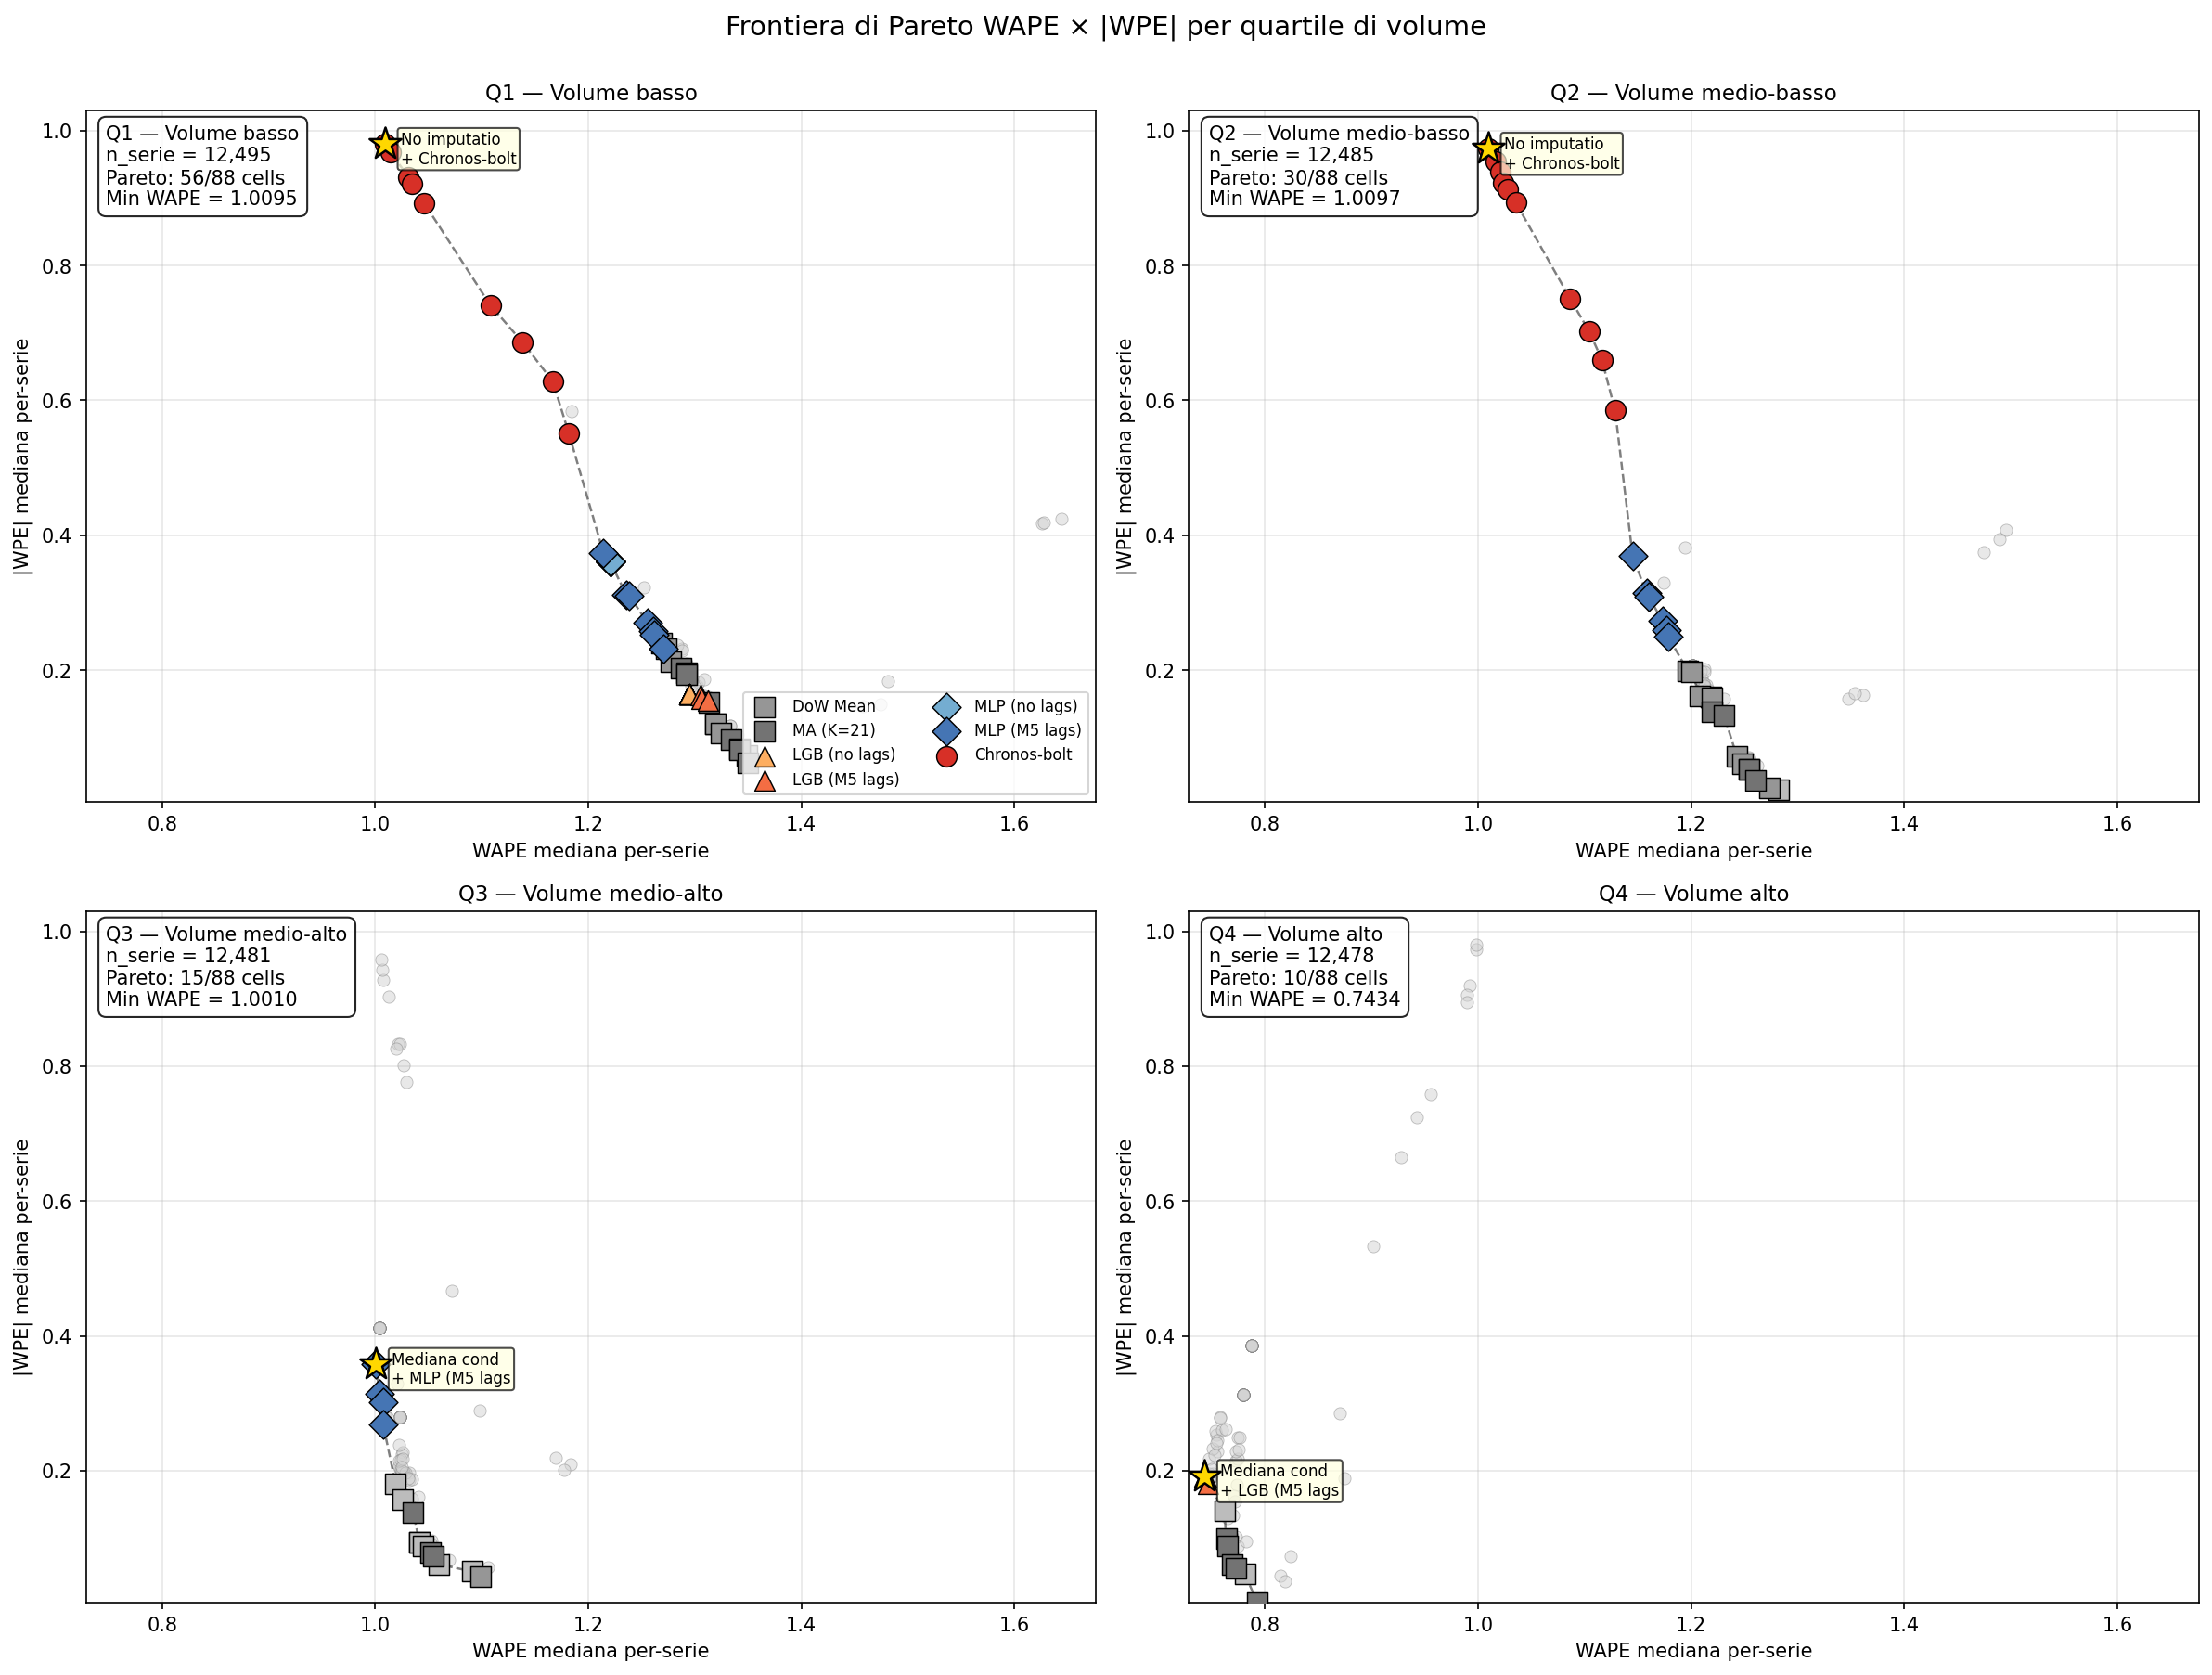 Frontiera di Pareto WAPE × |WPE| per quartile di volume
Q1 — Volume basso
Q1 — Volume basso
n_serie = 12,495
Pareto: 56/88 cells
Min WAPE = 1.0095
No imputatio
+ Chronos-bolt
1.0
0.8
0.6
0.4
0.2
|WPE| mediana per-serie
DoW Mean
MA (K=21)
LGB (no lags)
LGB (M5 lags)
MLP (no lags)
MLP (M5 lags)
Chronos-bolt
0.8 1.0 1.2 1.4 1.6
WAPE mediana per-serie
Q2 — Volume medio-basso
Q2 — Volume medio-basso
n_serie = 12,485
Pareto: 30/88 cells
Min WAPE = 1.0097
No imputatio
+ Chronos-bolt
1.0
0.8
0.6
0.4
0.2
|WPE| mediana per-serie
0.8 1.0 1.2 1.4 1.6
WAPE mediana per-serie
Q3 — Volume medio-alto
Q3 — Volume medio-alto
n_serie = 12,481
Pareto: 15/88 cells
Min WAPE = 1.0010
1.0
0.8
0.6
0.4
0.2
|WPE| mediana per-serie
Mediana cond
+ MLP (M5 lags
0.8 1.0 1.2 1.4 1.6
WAPE mediana per-serie
Q4 — Volume alto
Q4 — Volume alto
n_serie = 12,478
Pareto: 10/88 cells
Min WAPE = 0.7434
1.0
0.8
0.6
0.4
0.2
|WPE| mediana per-serie
Mediana cond
+ LGB (M5 lags
0.8 1.0 1.2 1.4 1.6
WAPE mediana per-serie